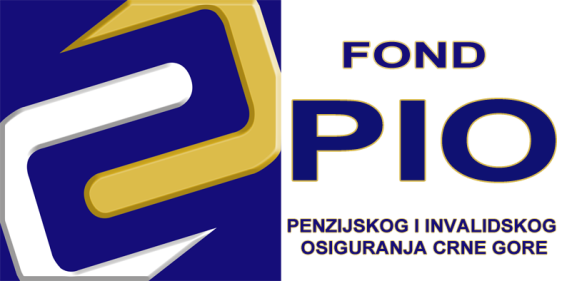 FOND
PIO
PENZIJSKOG I INVALIDSKOG
OSIGURANJA CRNE GORE